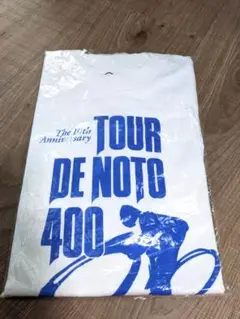 The 10th
Anniversary
TOUR
DE NOTO
400